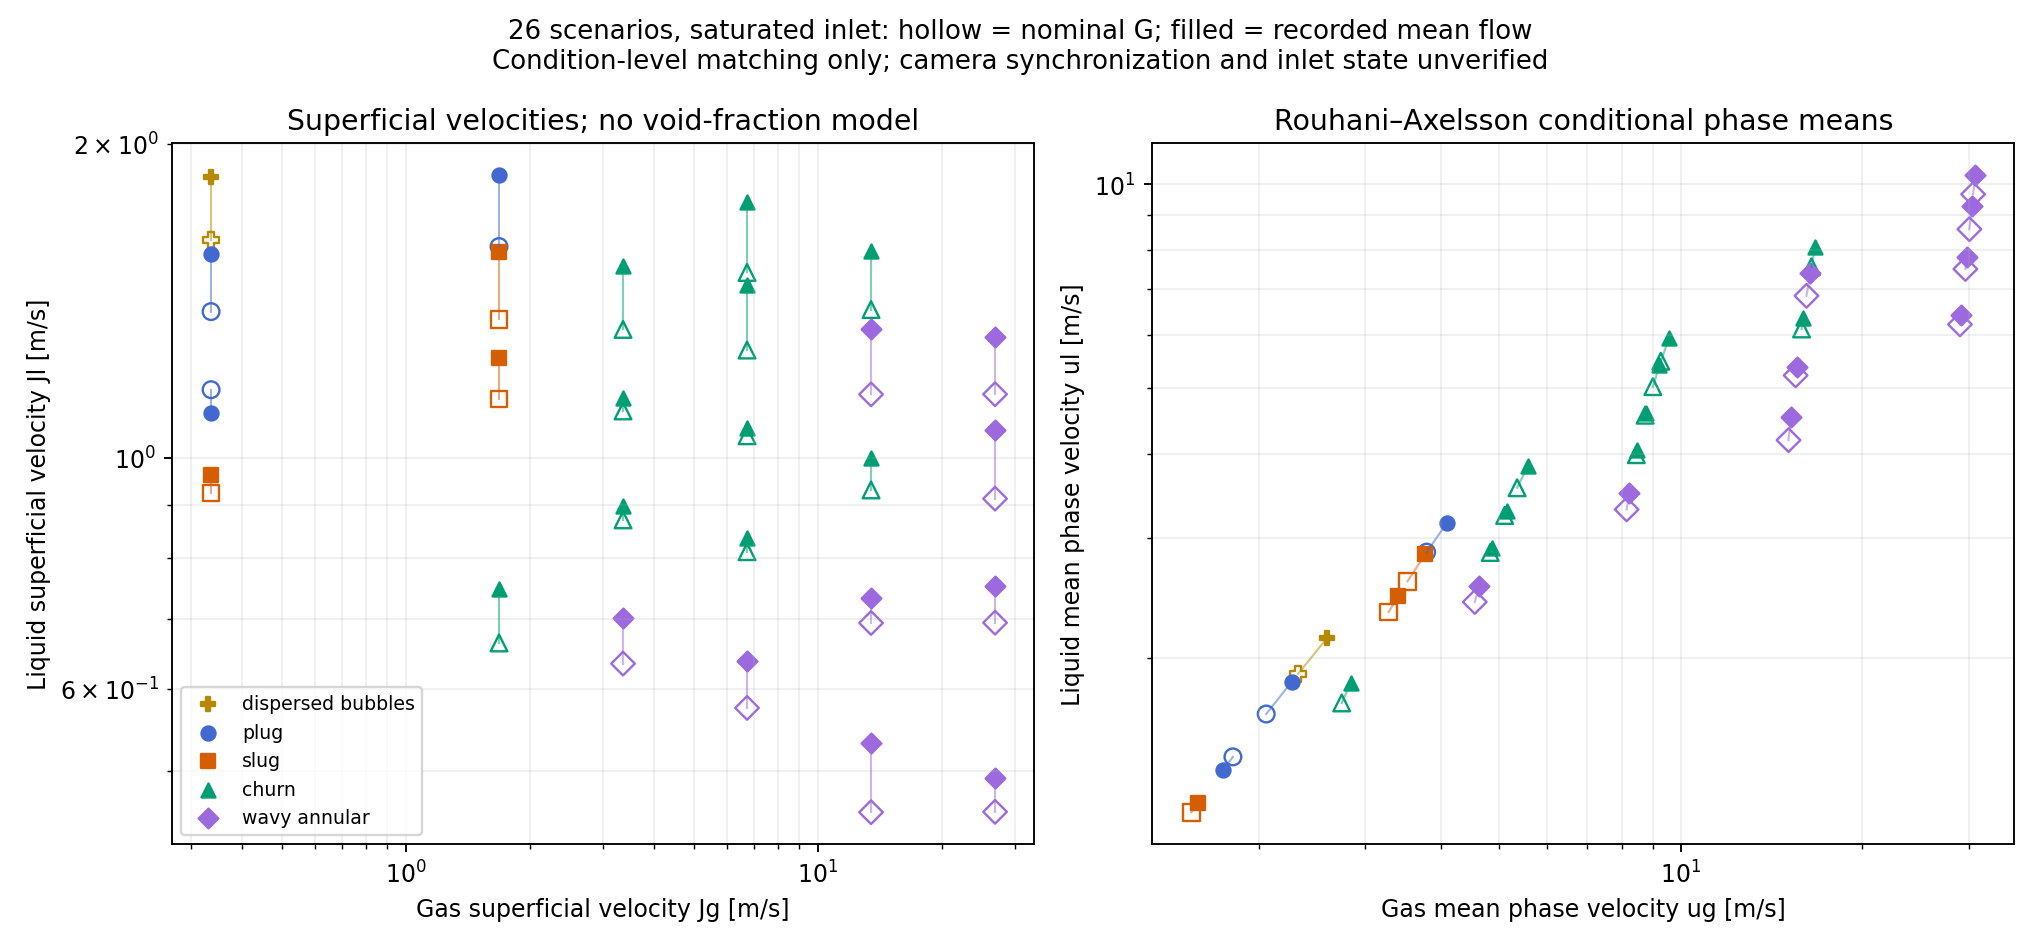 26 scenarios, saturated inlet: hollow = nominal G; filled = recorded mean flow
Condition-level matching only; camera synchronization and inlet state unverified
Superficial velocities; no void-fraction model
Liquid superficial velocity Jl [m/s]
2 × 10⁰
10⁰
6 × 10⁻¹
dispersed bubbles
plug
slug
churn
wavy annular
10⁰ 10¹
Gas superficial velocity Jg [m/s]
Rouhani–Axelsson conditional phase means
Liquid mean phase velocity ul [m/s]
10¹
10¹
Gas mean phase velocity ug [m/s]